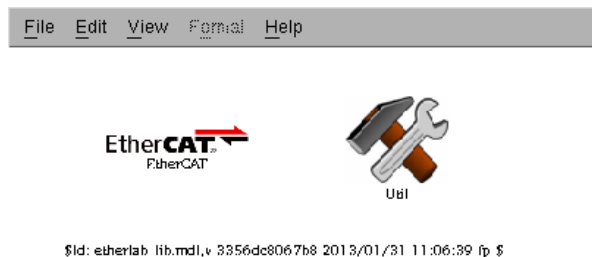 File Edit View Format Help
EtherCAT
EtherCAT Util
$Id: etherlab_lib.mdl,v 3356dc8067b8 2013/01/31 11:06:39 fp $